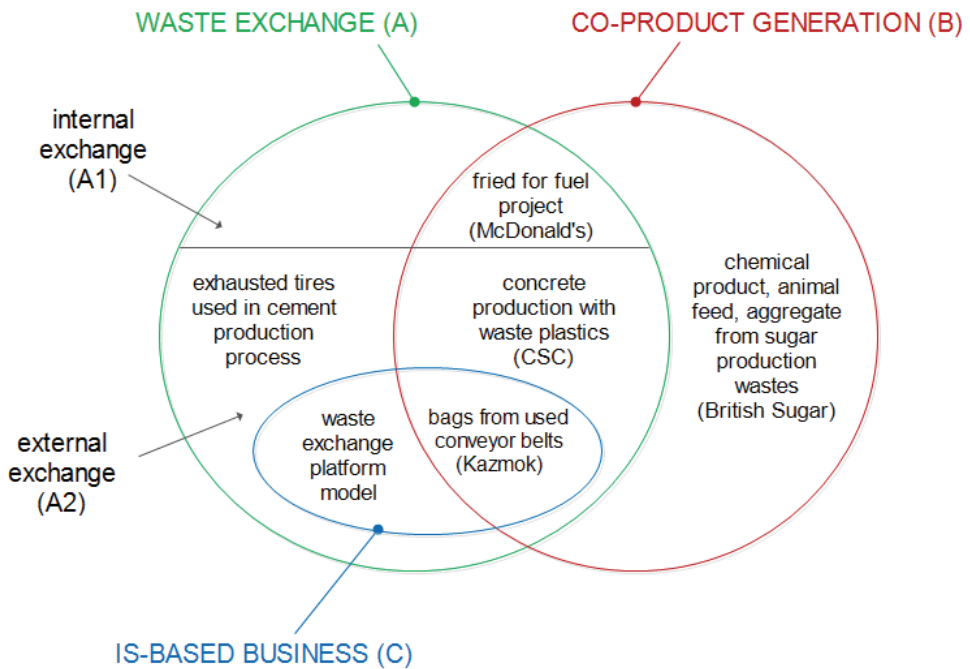 WASTE EXCHANGE (A)
CO-PRODUCT GENERATION (B)
internal
exchange
(A1)
fried for fuel
project
(McDonald's)
exhausted tires
used in cement
production
process
concrete
production with
waste plastics
(CSC)
chemical
product, animal
feed, aggregate
from sugar
production
wastes
(British Sugar)
external
exchange
(A2)
waste
exchange
platform
model
bags from used
conveyor belts
(Kazmok)
IS-BASED BUSINESS (C)